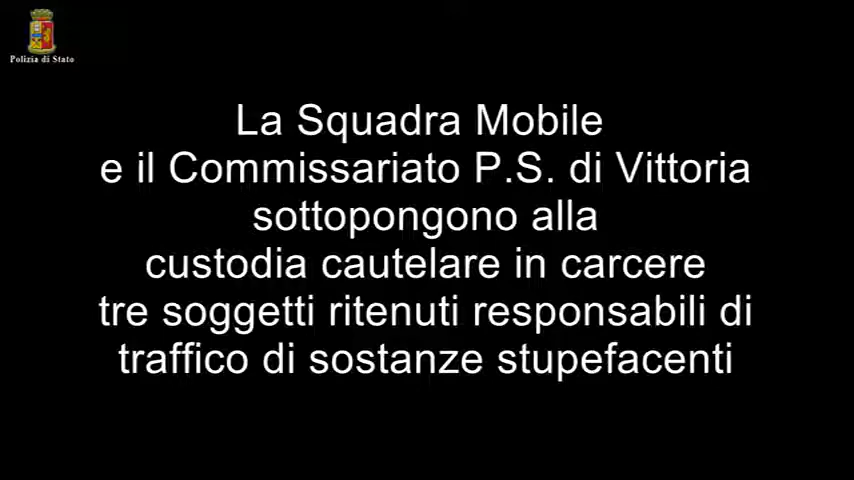 Polizia di Stato
La Squadra Mobile
e il Commissariato P.S. di Vittoria
sottopongono alla
custodia cautelare in carcere
tre soggetti ritenuti responsabili di
traffico di sostanze stupefacenti